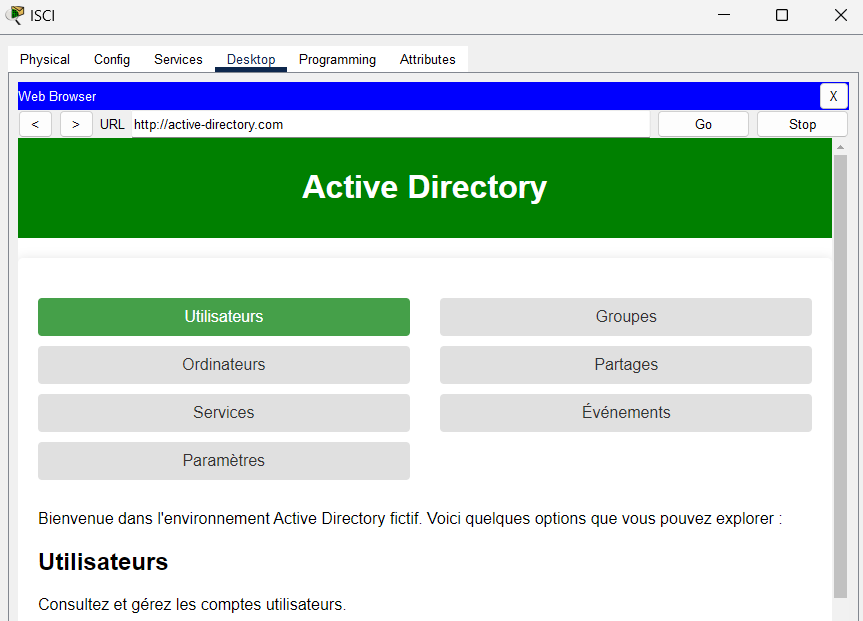 ISCI
Physical Config Services Desktop Programming Attributes
Web Browser X
< > URL http://active-directory.com Go Stop
Active Directory
Utilisateurs Groupes
Ordinateurs Partages
Services Événements
Paramètres
Bienvenue dans l'environnement Active Directory fictif. Voici quelques options que vous pouvez explorer :
Utilisateurs
Consultez et gérez les comptes utilisateurs.